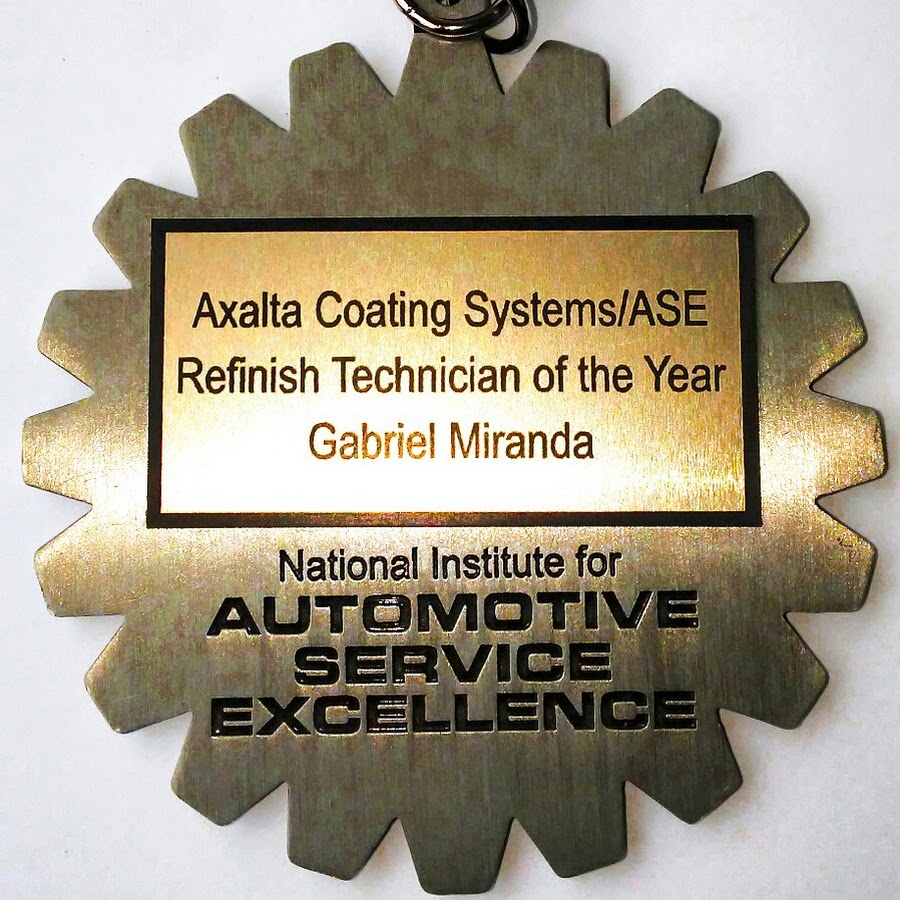 Axalta Coating Systems/ASE
Refinish Technician of the Year
Gabriel Miranda
National Institute for
AUTOMOTIVE
SERVICE
EXCELLENCE